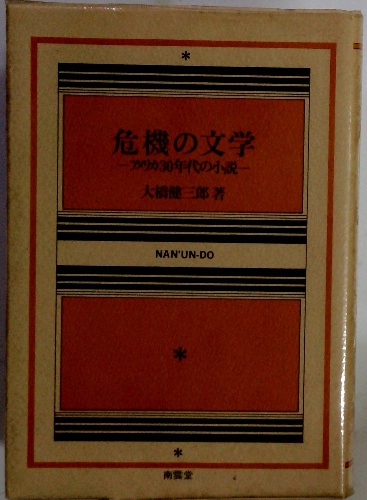 *
危機の文学
―アメリカ30年代の小説―
大橋健三郎著
NAN'UN-DO
*
*
南雲堂